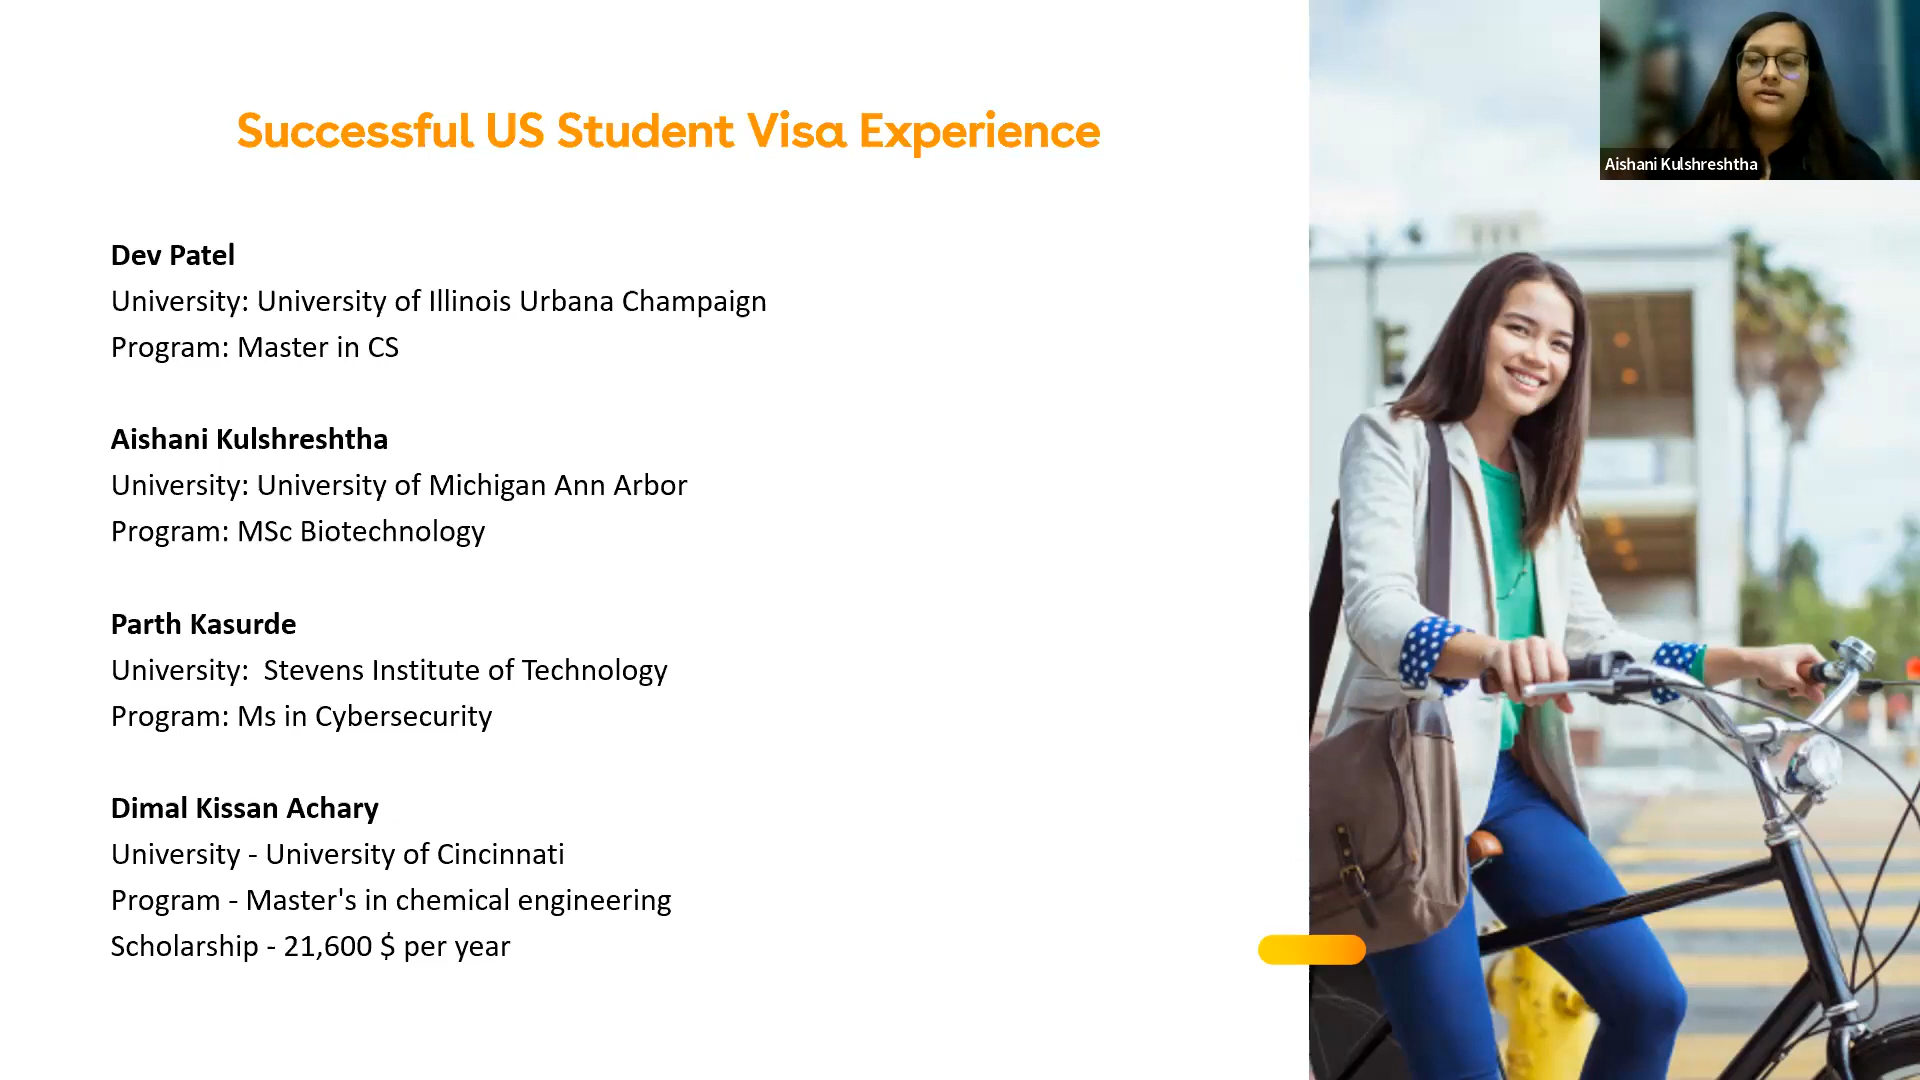 Successful US Student Visa Experience
Aishani Kulshreshtha
Dev Patel
University: University of Illinois Urbana Champaign
Program: Master in CS
Aishani Kulshreshtha
University: University of Michigan Ann Arbor
Program: MSc Biotechnology
Parth Kasurde
University:  Stevens Institute of Technology
Program: Ms in Cybersecurity
Dimal Kissan Achary
University - University of Cincinnati
Program - Master's in chemical engineering
Scholarship - 21,600 $ per year